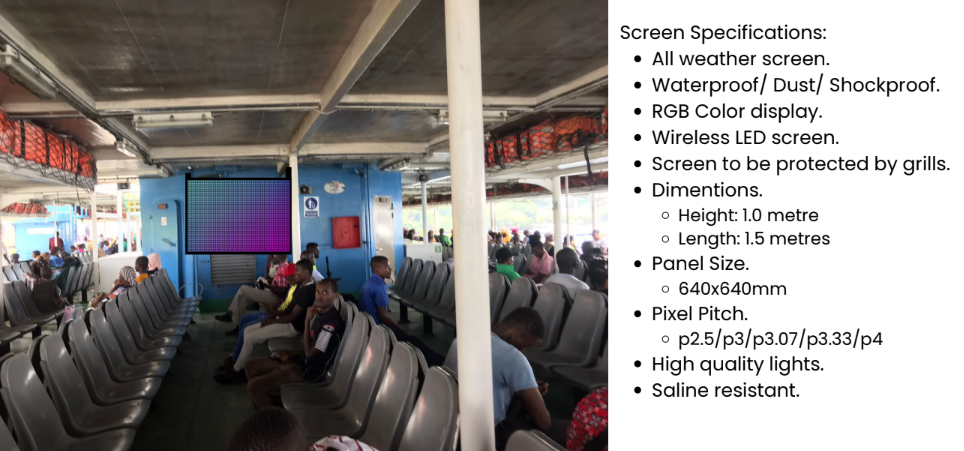 Screen Specifications:
All weather screen.
Waterproof/ Dust/ Shockproof.
RGB Color display.
Wireless LED screen.
Screen to be protected by grills.
Dimentions.
Height: 1.0 metre
Length: 1.5 metres
Panel Size.
640x640mm
Pixel Pitch.
p2.5/p3/p3.07/p3.33/p4
High quality lights.
Saline resistant.